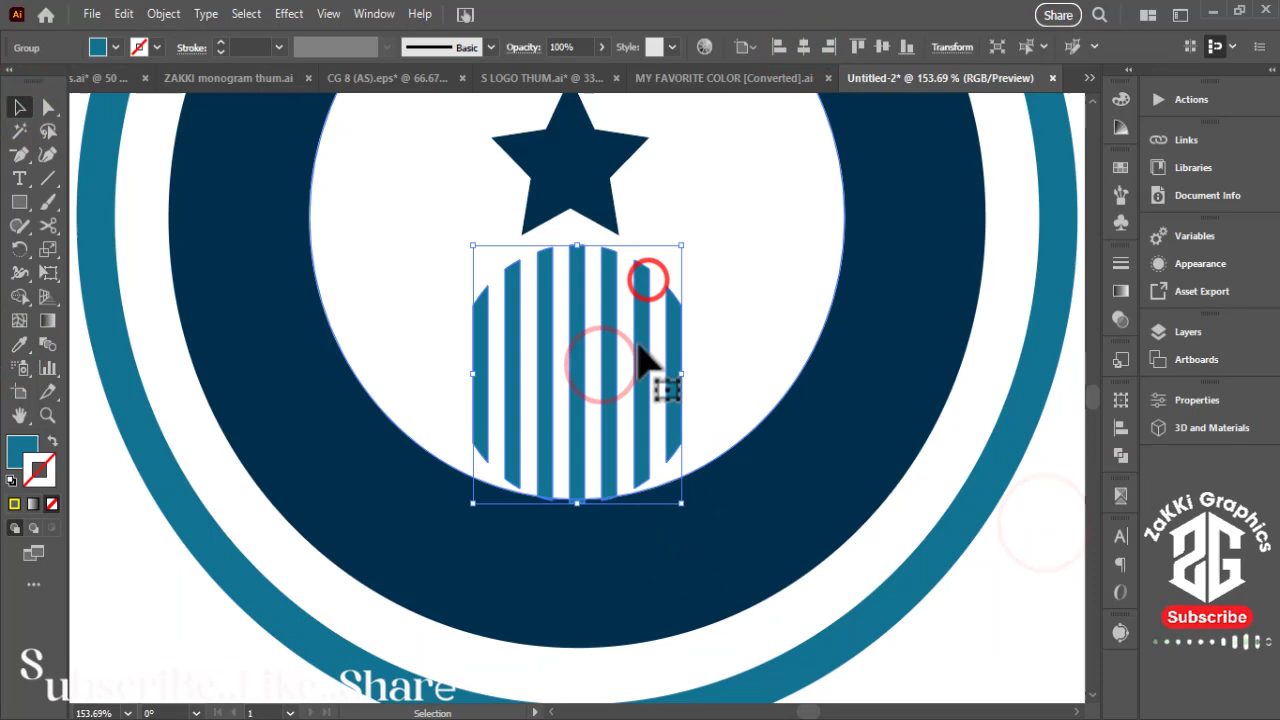 Ai File Edit Object Type Select Effect View Window Help Share
Group Stroke: Basic Opacity: 100% Style: Transform
s.ai* @ 50 ... × ZAKKI monogram thum.ai × CG 8 (AS).eps* @ 66.67... × S LOGO THUM.ai* @ 33... × MY FAVORITE COLOR [Converted].ai × Untitled-2* @ 153.69 % (RGB/Preview) ×
Actions
Links
Libraries
Document Info
Variables
Appearance
Asset Export
Layers
Artboards
Properties
3D and Materials
ZaKKi Graphics
Subscribe
SubscriBe..Like..Share
153.69% 0° 1 Selection